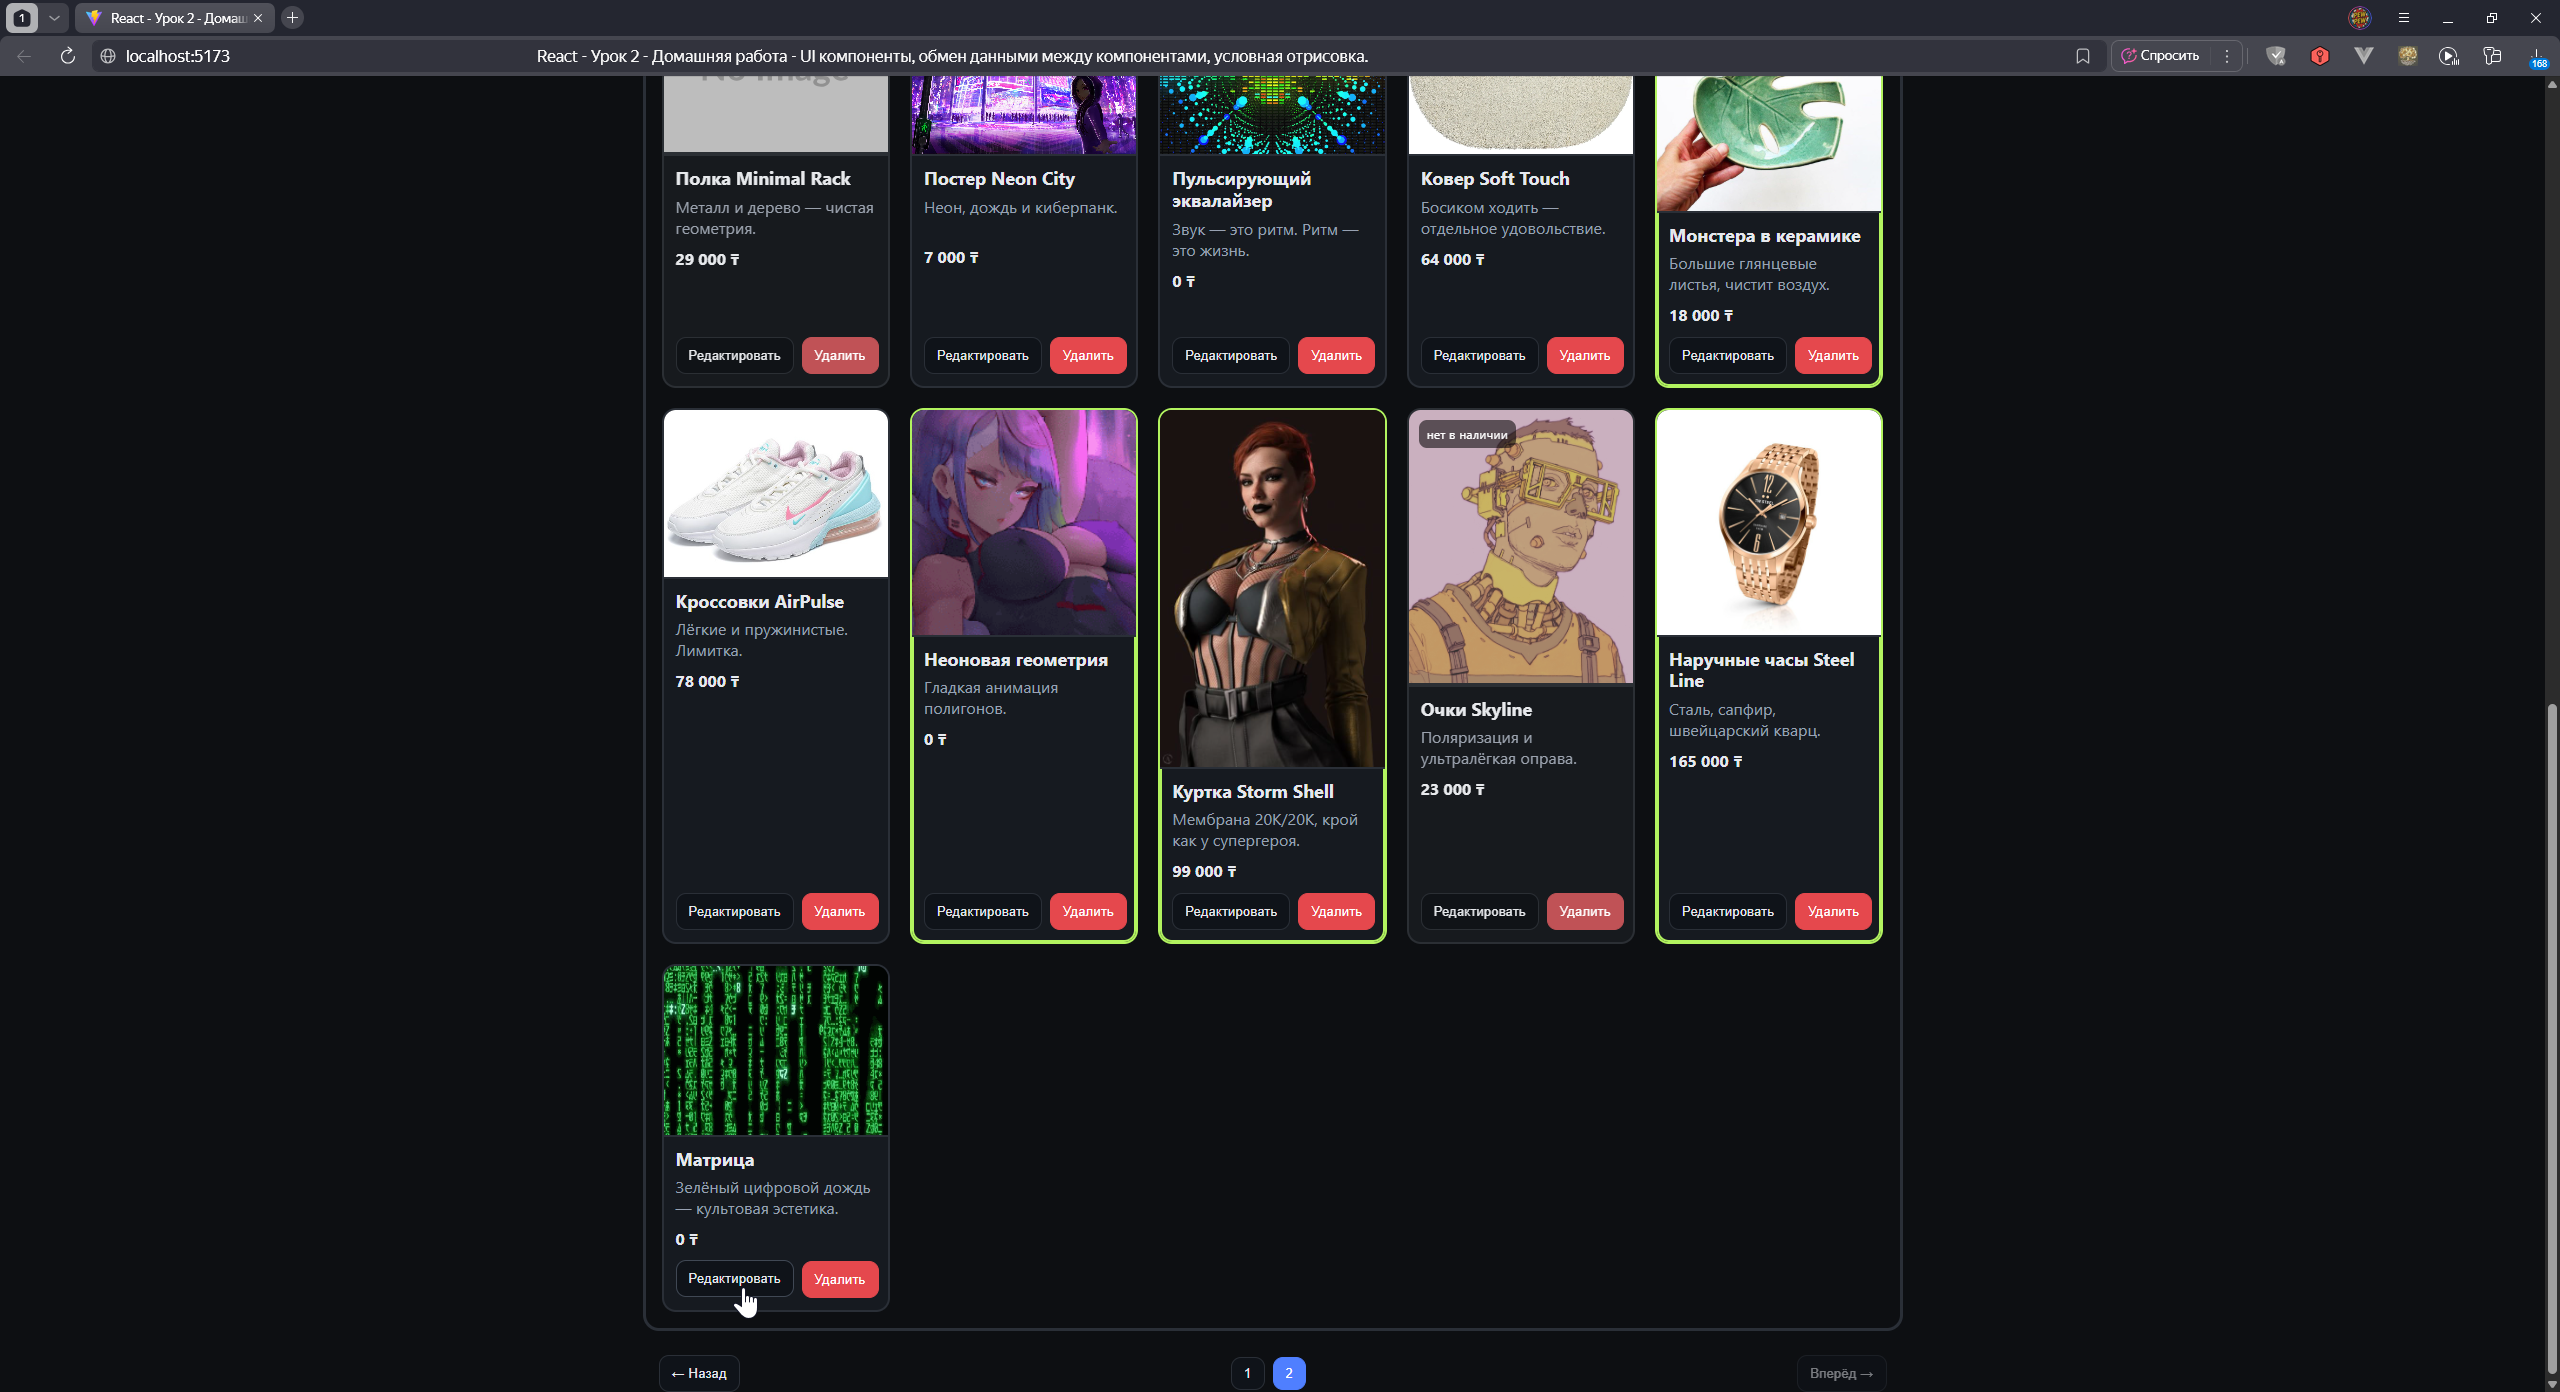 1
React - Урок 2 - Домаш
localhost:5173
React - Урок 2 - Домашняя работа - UI компоненты, обмен данными между компонентами, условная отрисовка.
Спросить
168
No Image
Полка Minimal Rack
Металл и дерево — чистая
геометрия.
29 000 ₸
Редактировать
Удалить
Постер Neon City
Неон, дождь и киберпанк.
7 000 ₸
Редактировать
Удалить
Пульсирующий
эквалайзер
Звук — это ритм. Ритм —
это жизнь.
0 ₸
Редактировать
Удалить
Ковер Soft Touch
Босиком ходить —
отдельное удовольствие.
64 000 ₸
Редактировать
Удалить
Монстера в керамике
Большие глянцевые
листья, чистит воздух.
18 000 ₸
Редактировать
Удалить
Кроссовки AirPulse
Лёгкие и пружинистые.
Лимитка.
78 000 ₸
Редактировать
Удалить
Неоновая геометрия
Гладкая анимация
полигонов.
0 ₸
Редактировать
Удалить
Куртка Storm Shell
Мембрана 20K/20K, крой
как у супергероя.
99 000 ₸
Редактировать
Удалить
нет в наличии
Очки Skyline
Поляризация и
ультралёгкая оправа.
23 000 ₸
Редактировать
Удалить
12
6
Наручные часы Steel
Line
Сталь, сапфир,
швейцарский кварц.
165 000 ₸
Редактировать
Удалить
Матрица
Зелёный цифровой дождь
— культовая эстетика.
0 ₸
Редактировать
Удалить
← Назад
1
2
Вперёд →